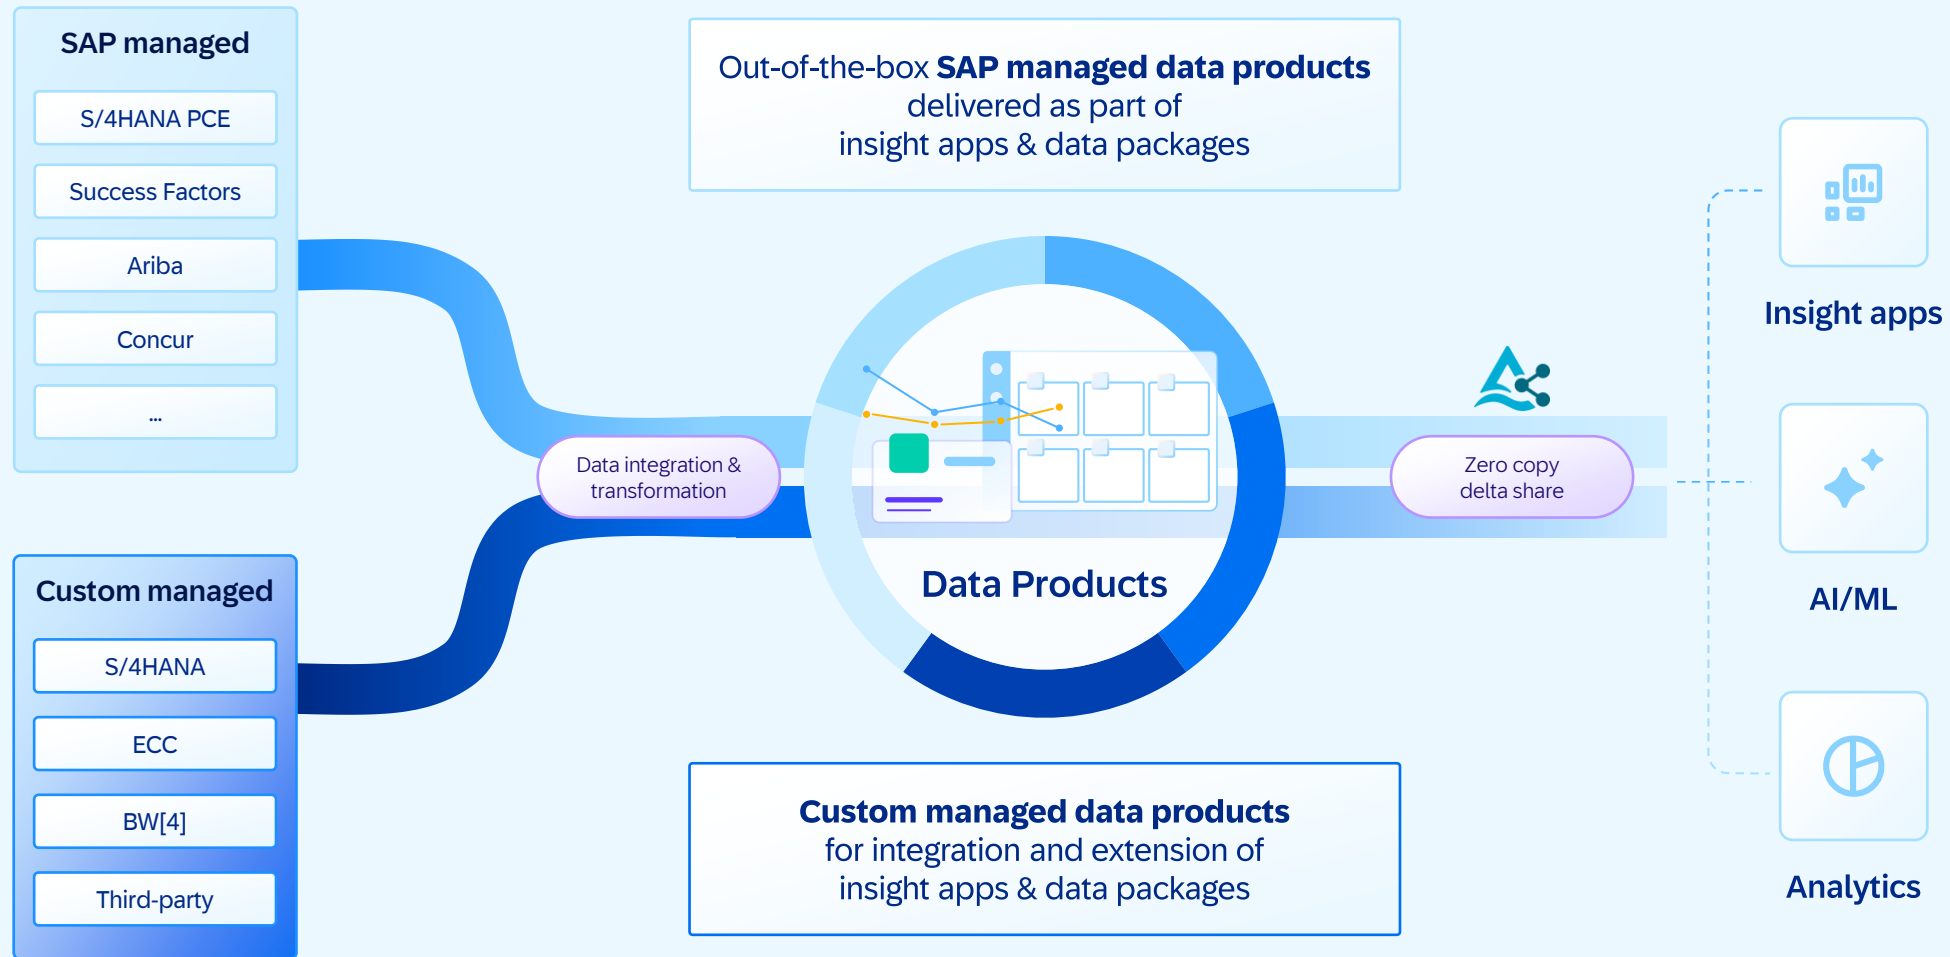 SAP managed
S/4HANA PCE
Success Factors
Ariba
Concur
...
Custom managed
S/4HANA
ECC
BW[4]
Third-party
Data integration &
transformation
Out-of-the-box SAP managed data products
delivered as part of
insight apps & data packages
Data Products
Custom managed data products
for integration and extension of
insight apps & data packages
Zero copy
delta share
Insight apps
AI/ML
Analytics